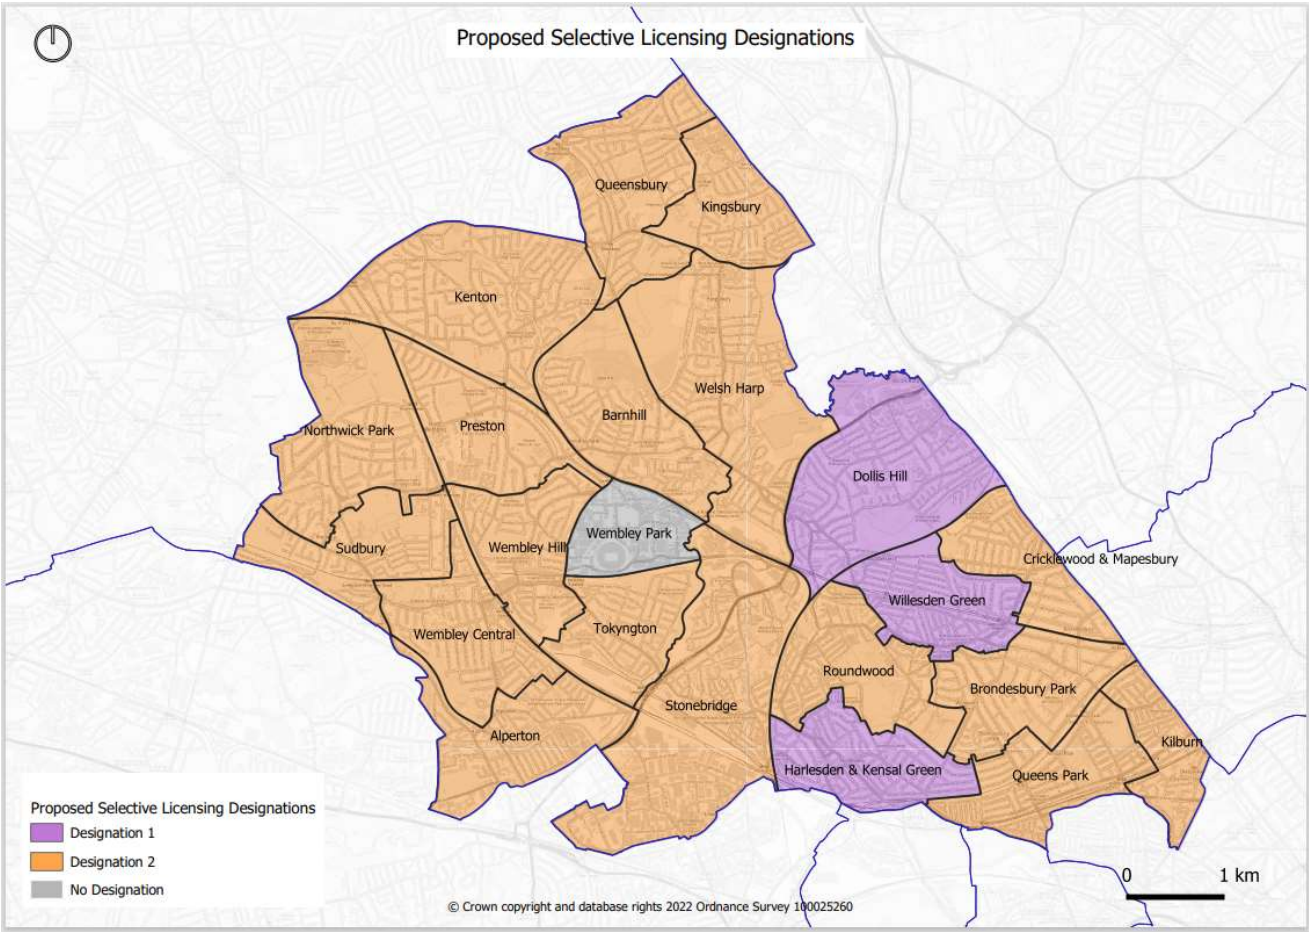 Proposed Selective Licensing Designations
Queensbury
Kingsbury
Kenton
Welsh Harp
Barnhill
Preston
Northwick Park
Dollis Hill
Wembley Park
Wembley Hill
Sudbury
Cricklewood & Mapesbury
Willesden Green
Tokyngton
Wembley Central
Roundwood
Brondesbury Park
Stonebridge
Alperton
Kilburn
Harlesden & Kensal Green
Queens Park
Proposed Selective Licensing Designations
Designation 1
Designation 2
No Designation
0 1 km
© Crown copyright and database rights 2022 Ordnance Survey 100025260